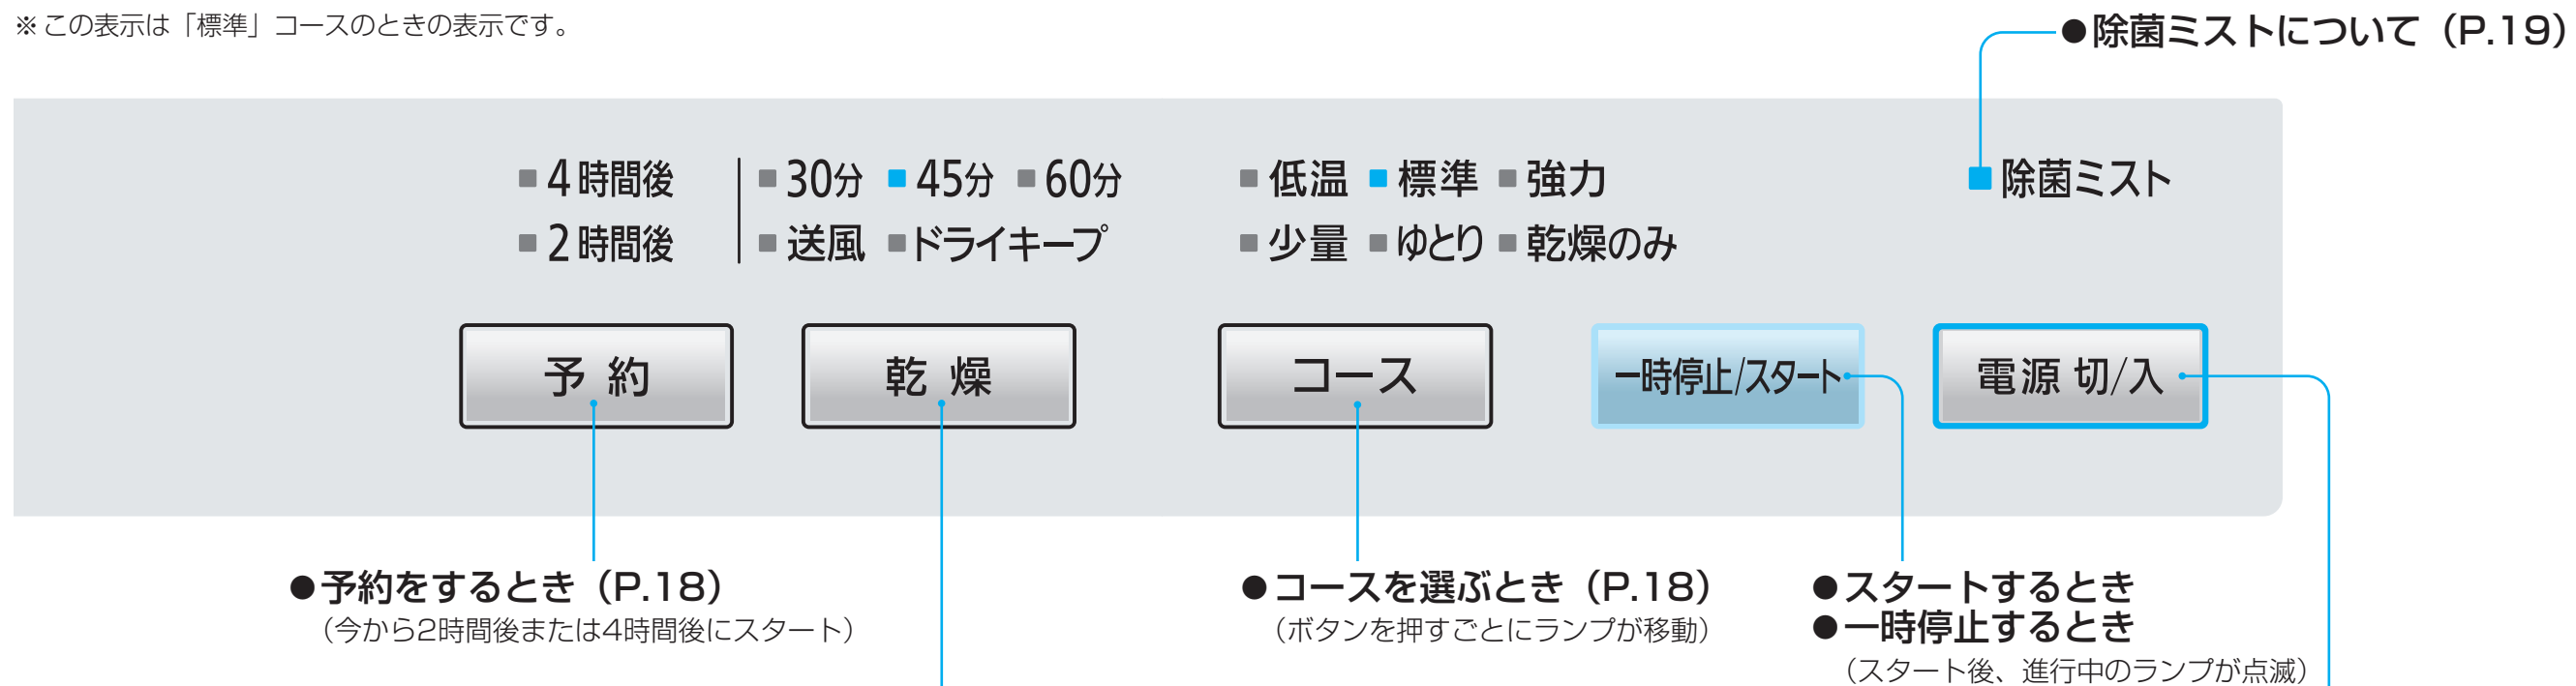 ※この表示は「標準」コースのときの表示です。
●除菌ミストについて（P.19）
4時間後 30分 45分 60分 低温 標準 強力 除菌ミスト
2時間後 送風 ドライキープ 少量 ゆとり 乾燥のみ
予約 乾燥 コース 一時停止/スタート 電源 切/入
●予約をするとき（P.18）
（今から2時間後または4時間後にスタート）
●コースを選ぶとき（P.18）
（ボタンを押すごとにランプが移動）
●スタートするとき
●一時停止するとき
（スタート後、進行中のランプが点滅）